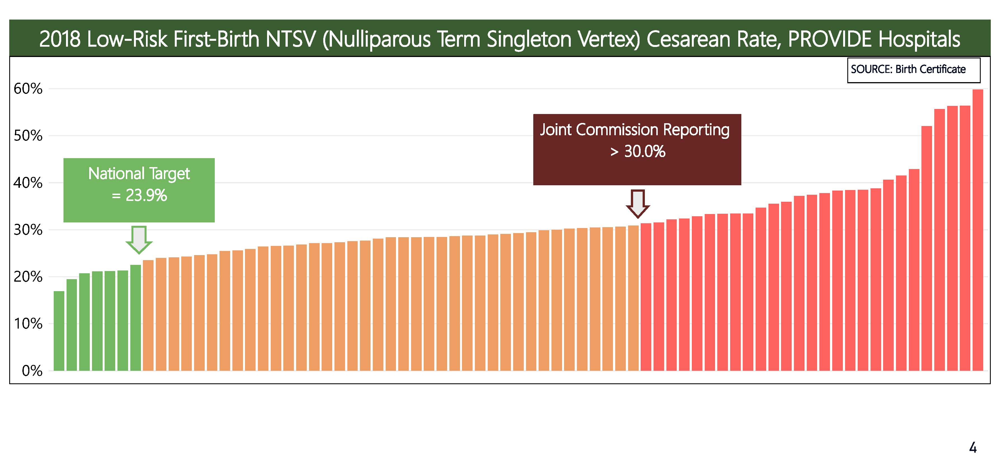 2018 Low-Risk First-Birth NTSV (Nulliparous Term Singleton Vertex) Cesarean Rate, PROVIDE Hospitals
SOURCE: Birth Certificate
60%
50%
40%
30%
20%
10%
0%
National Target
= 23.9%
Joint Commission Reporting
> 30.0%
4